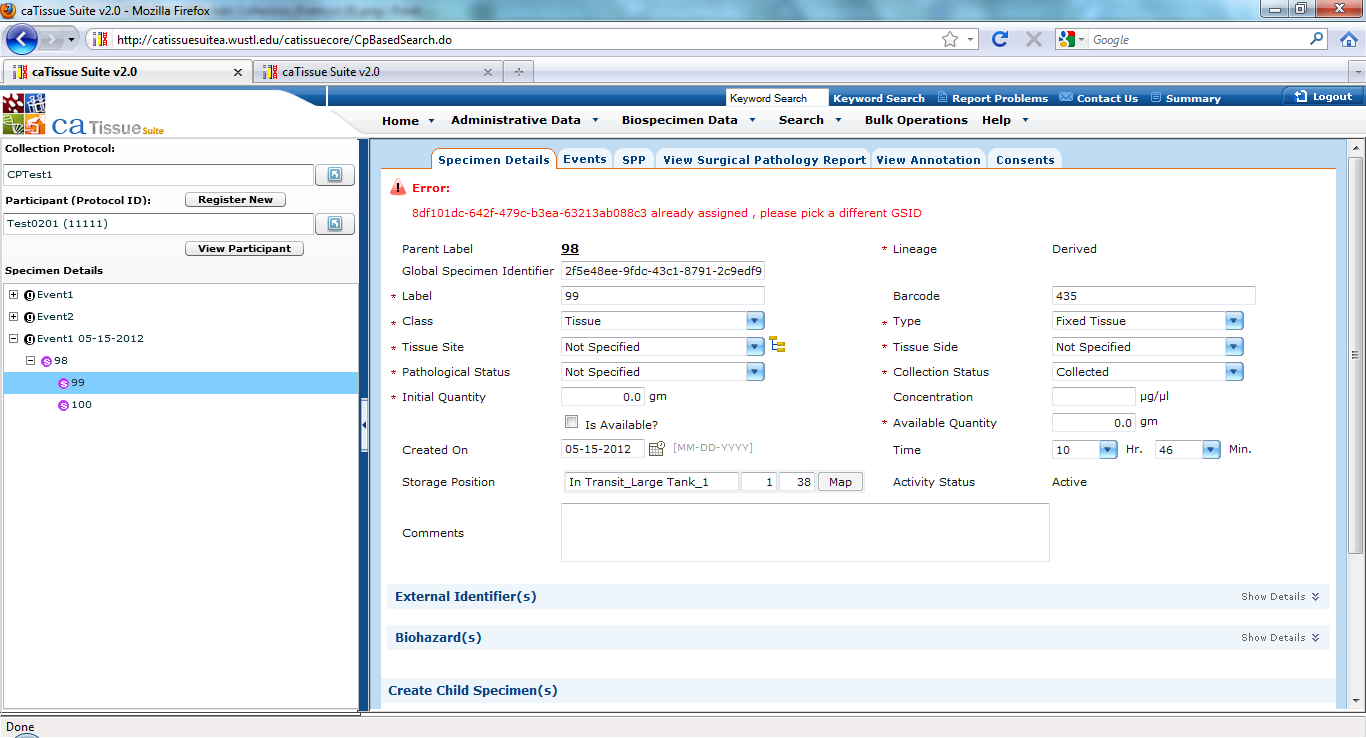 caTissue Suite v2.0 - Mozilla Firefox
http://catissuesuitea.wustl.edu/catissuecore/CpBasedSearch.do
Google
caTissue Suite v2.0
caTissue Suite v2.0
Keyword Search
Keyword Search
Report Problems
Contact Us
Summary
Logout
ca Tissue Suite
Home
Administrative Data
Biospecimen Data
Search
Bulk Operations
Help
Collection Protocol:
CPTest1
Participant (Protocol ID):
Register New
Test0201 (11111)
View Participant
Specimen Details
Event1
Event2
Event1 05-15-2012
S 98
S 99
S 100
Specimen Details
Events
SPP
View Surgical Pathology Report
View Annotation
Consents
Error:
8df101dc-642f-479c-b3ea-63213ab088c3 already assigned , please pick a different GSID
Parent Label 98 * Lineage Derived
Global Specimen Identifier 2f5e48ee-9fdc-43c1-8791-2c9edf9
* Label 99 Barcode 435
* Class Tissue * Type Fixed Tissue
* Tissue Site Not Specified * Tissue Side Not Specified
* Pathological Status Not Specified * Collection Status Collected
* Initial Quantity 0.0 gm Concentration µg/µl
Is Available? * Available Quantity 0.0 gm
Created On 05-15-2012 [MM-DD-YYYY] Time 10 Hr. 46 Min.
Storage Position In Transit_Large Tank_1 1 38 Map Activity Status Active
Comments
External Identifier(s) Show Details
Biohazard(s) Show Details
Create Child Specimen(s)
Done